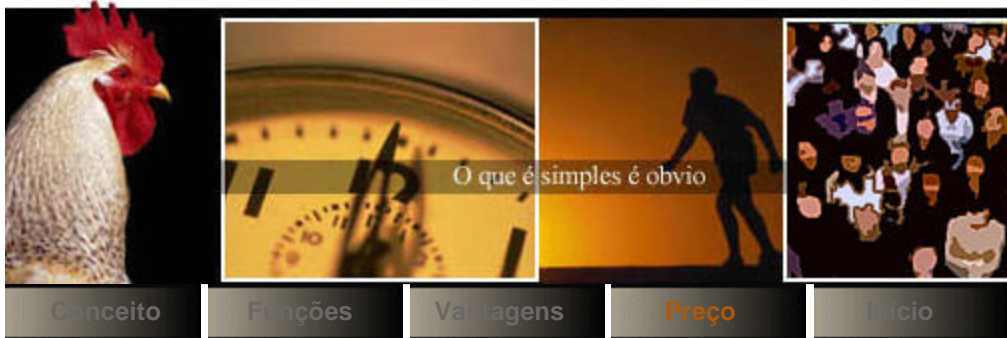 O que é simples é obvio
Conceito Funções Vantagens Preço Início